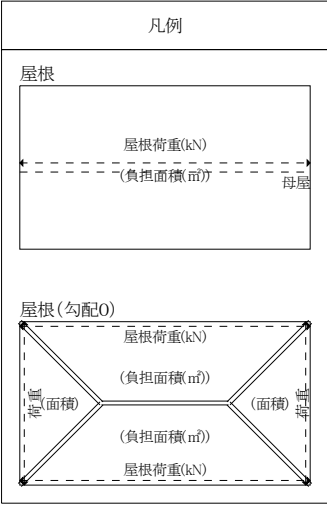 凡例
屋根
屋根荷重(kN)
(負担面積(㎡))
母屋
屋根(勾配0)
屋根荷重(kN)
(負担面積(㎡))
荷重
(面積)
(面積)
荷重
(負担面積(㎡))
屋根荷重(kN)